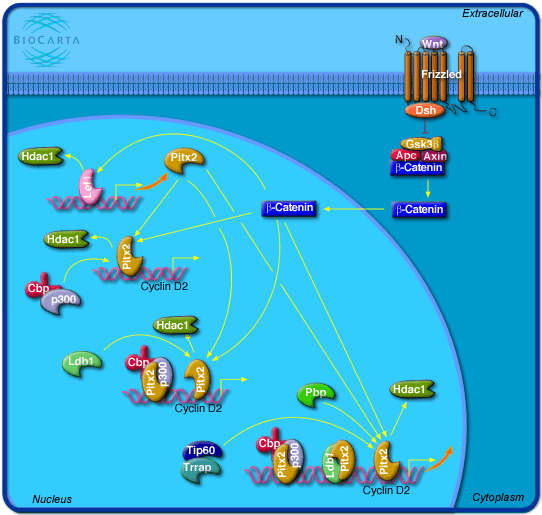 Extracellular
BIOCARTA
N
Wnt
Frizzled
Dsh
C
Gsk3β
Apc Axin
β-Catenin
Hdac1
Pitx2
Lef1
β-Catenin
β-Catenin
Hdac1
Pitx2
Cbp
p300
Cyclin D2
Hdac1
Ldb1
Cbp
Pitx2
p300
Pitx2
Cyclin D2
Pbp
Hdac1
Cbp
Tip60
Trrap
Pitx2
p300
Ldb1
Pitx2
Pitx2
Cyclin D2
Nucleus
Cytoplasm